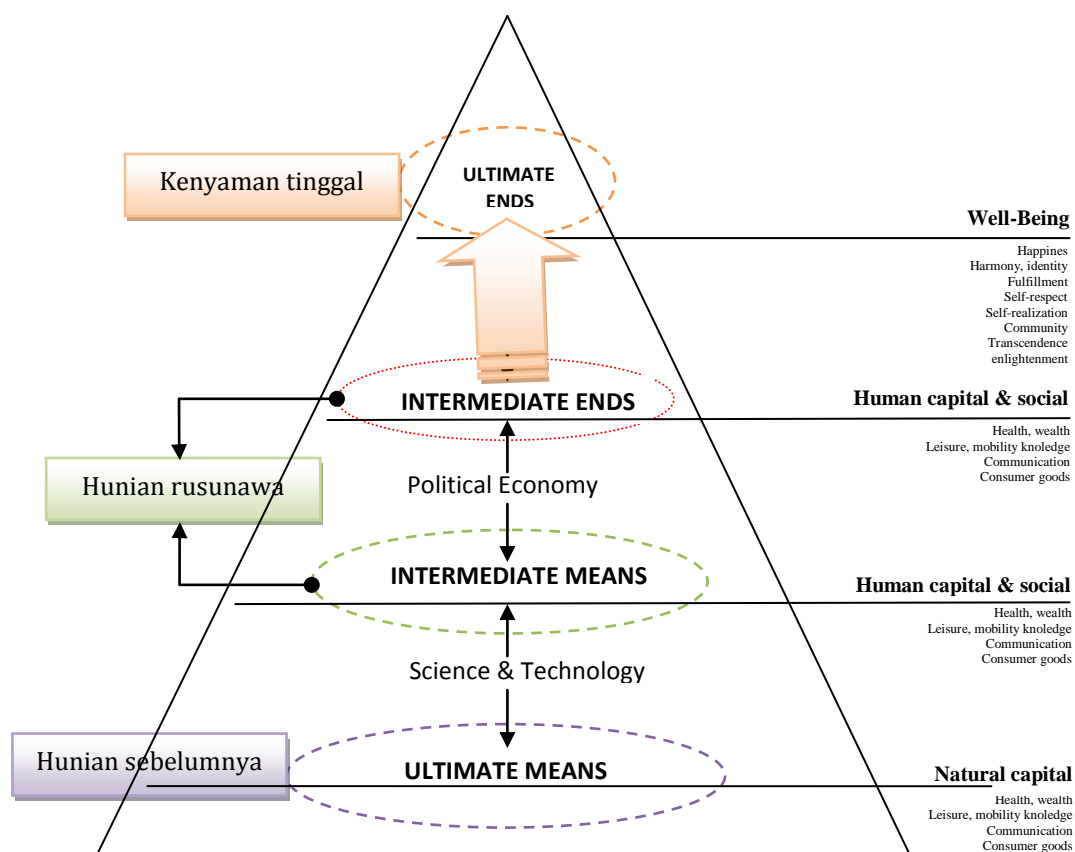 Kenyaman tinggal
ULTIMATE
ENDS
Well-Being
Happines
Harmony, identity
Fulfillment
Self-respect
Self-realization
Community
Transcendence
enlightenment
INTERMEDIATE ENDS
Human capital & social
Health, wealth
Leisure, mobility knoledge
Communication
Consumer goods
Hunian rusunawa
Political Economy
INTERMEDIATE MEANS
Human capital & social
Health, wealth
Leisure, mobility knoledge
Communication
Consumer goods
Science & Technology
Hunian sebelumnya
ULTIMATE MEANS
Natural capital
Health, wealth
Leisure, mobility knoledge
Communication
Consumer goods